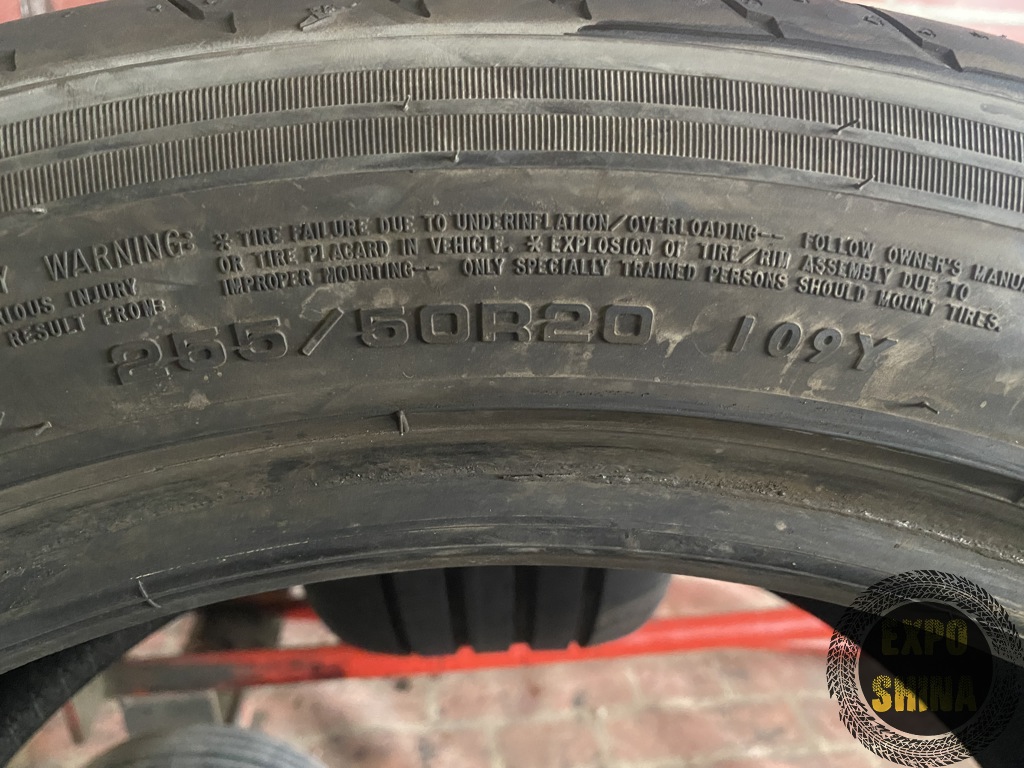 Y WARNING:
IOUS INJURY
RESULT FROM:
* TIRE FAILURE DUE TO UNDERINFLATION/OVERLOADING-- FOLLOW OWNER'S MANUA
OR TIRE PLACARD IN VEHICLE. * EXPLOSION OF TIRE/RIM ASSEMBLY DUE TO
IMPROPER MOUNTING-- ONLY SPECIALLY TRAINED PERSONS SHOULD MOUNT TIRES.
255/50R20 109Y
EXPO
SHINA